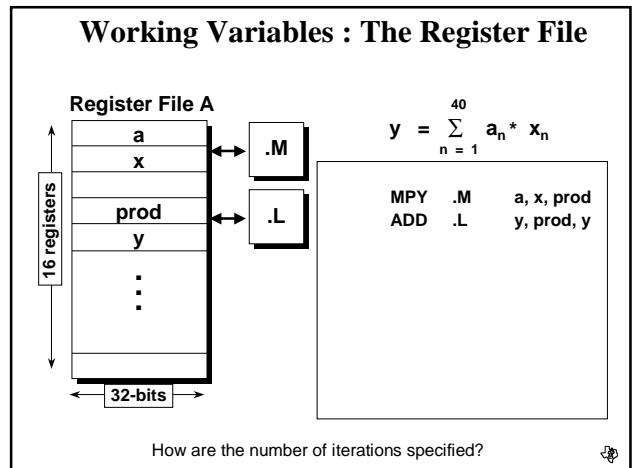 Working Variables : The Register File
Register File A
a
x
prod
y
16 registers
32-bits
.M
.L
40
y = Σ an * xn
n = 1
MPY .M a, x, prod
ADD .L y, prod, y
How are the number of iterations specified?